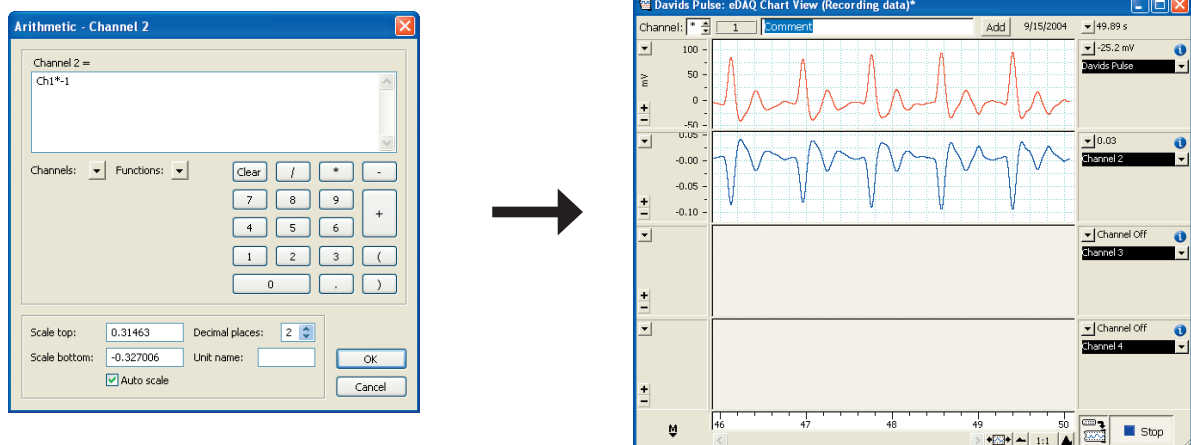 Arithmetic - Channel 2
Channel 2 =
Ch1*-1
Channels:
Functions:
Clear / * -
7 8 9 +
4 5 6
1 2 3 (
0 . )
Scale top: 0.31463 Decimal places: 2
Scale bottom: -0.327006 Unit name:
Auto scale
OK
Cancel
Davids Pulse: eDAQ Chart View (Recording data)*
Channel: * 1 Comment Add 9/15/2004 49.89 s
100
50
0
-50
mV
-25.2 mV
Davids Pulse
0.05
-0.00
-0.05
-0.10
0.03
Channel 2
Channel Off
Channel 3
Channel Off
Channel 4
46 47 48 49 50
M
1:1
Stop